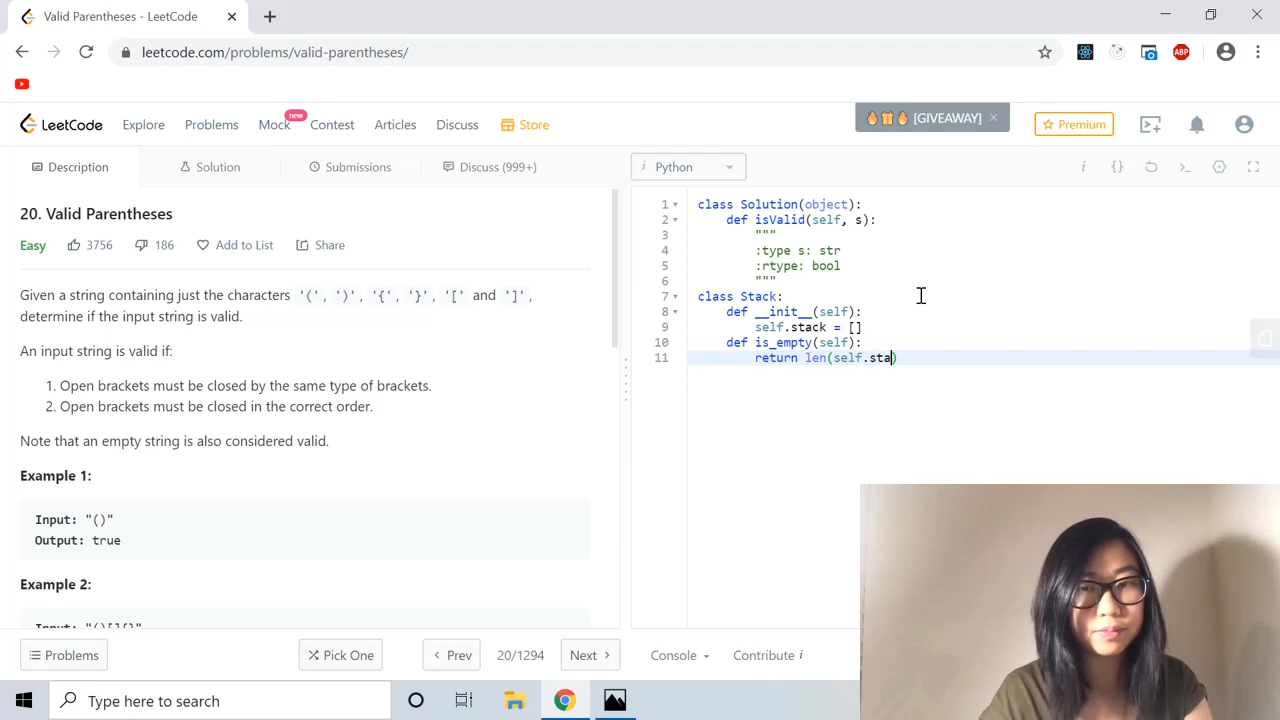 Valid Parentheses - LeetCode
leetcode.com/problems/valid-parentheses/
ABP
LeetCode
Explore
Problems
Mock
new
Contest
Articles
Discuss
Store
[GIVEAWAY]
Premium
Description
Solution
Submissions
Discuss (999+)
i Python
20. Valid Parentheses
Easy
3756
186
Add to List
Share
Given a string containing just the characters '(', ')', '{', '}', '[' and ']',
determine if the input string is valid.
An input string is valid if:
1. Open brackets must be closed by the same type of brackets.
2. Open brackets must be closed in the correct order.
Note that an empty string is also considered valid.
Example 1:
Input: "()"
Output: true
Example 2:
Input: "()[]{}"
1 class Solution(object):
2 def isValid(self, s):
3 """
4 :type s: str
5 :rtype: bool
6 """
7 class Stack:
8 def __init__(self):
9 self.stack = []
10 def is_empty(self):
11 return len(self.sta)
Problems
Pick One
Prev
20/1294
Next
Console
Contribute i
Type here to search